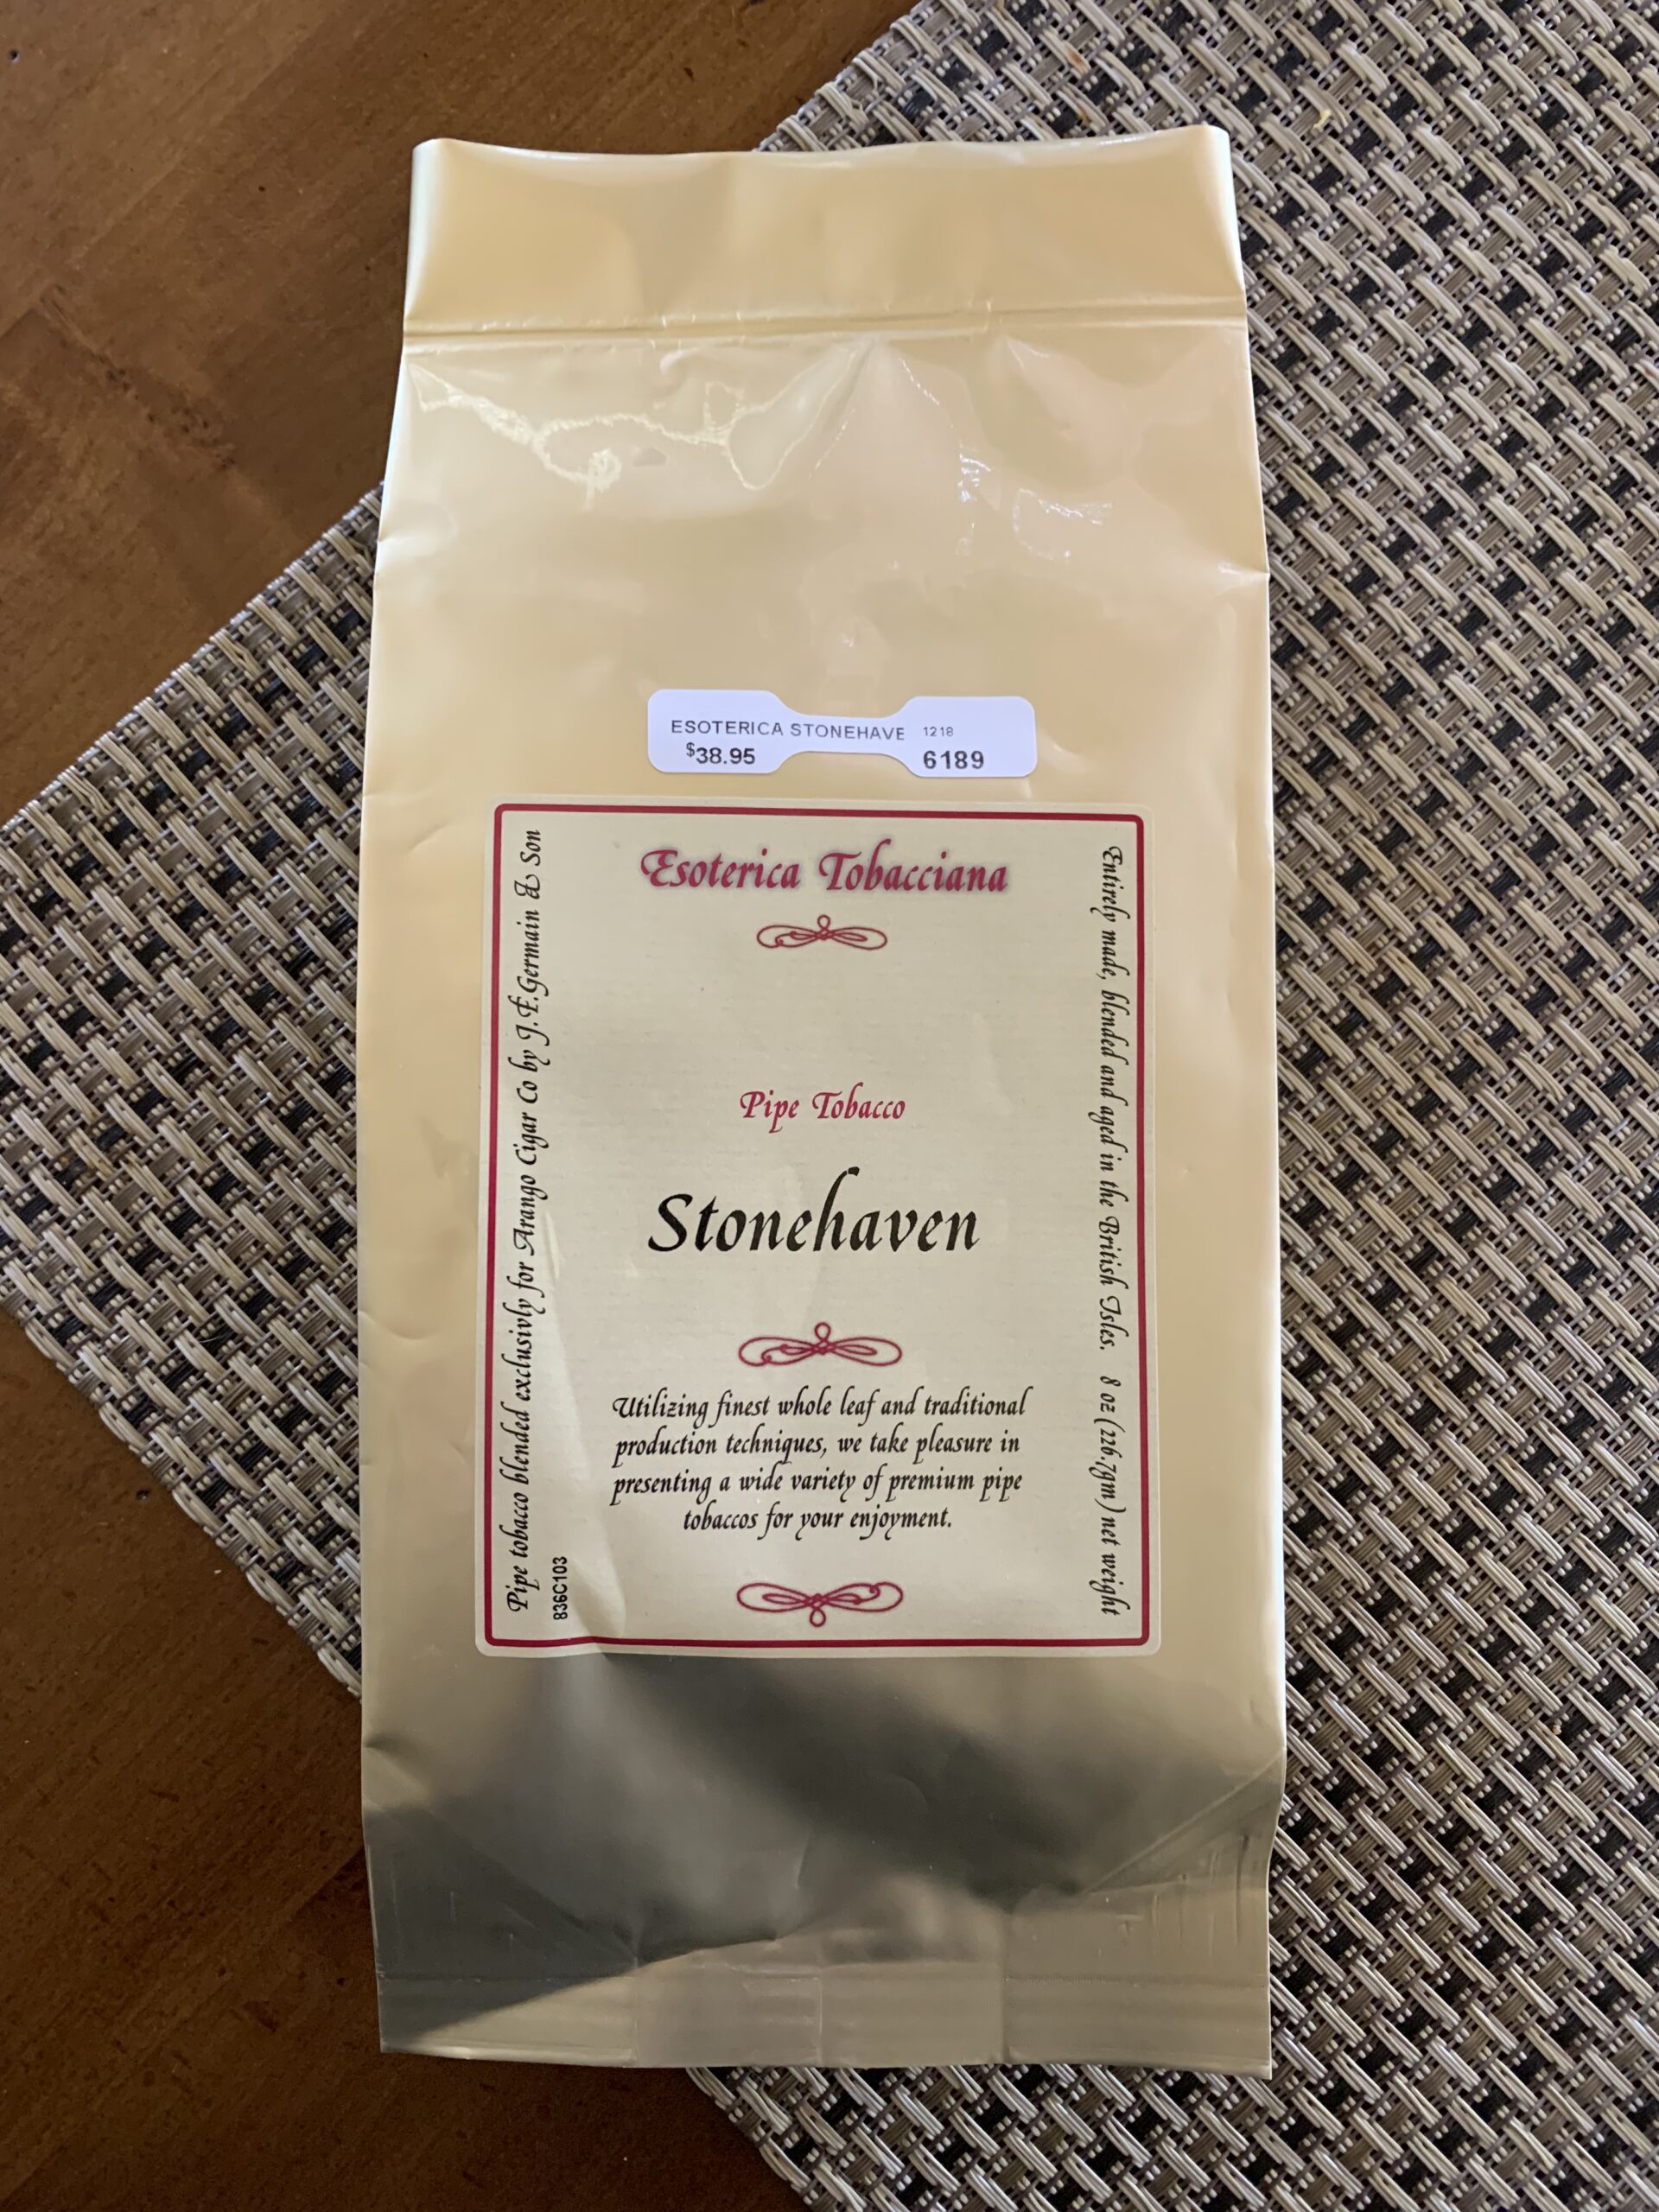 ESOTERICA STONEHAVE 1218
$38.95 6189
Esoterica Tobacciana
Pipe Tobacco
Stonehaven
Utilizing finest whole leaf and traditional
production techniques, we take pleasure in
presenting a wide variety of premium pipe
tobaccos for your enjoyment.
Pipe tobacco blended exclusivly for Arango Cigar Co by J.E.Germain & Son
836C103
Entirely made, blended and aged in the British Isles. 8 oz (226.7gm) net weight